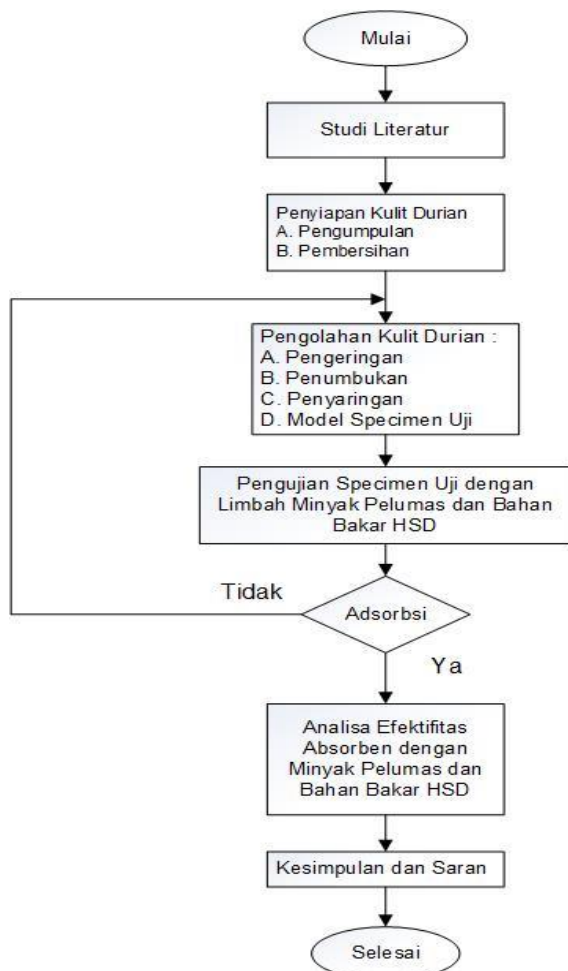 Mulai
Studi Literatur
Penyiapan Kulit Durian
A. Pengumpulan
B. Pembersihan
Pengolahan Kulit Durian :
A. Pengeringan
B. Penumbukan
C. Penyaringan
D. Model Specimen Uji
Pengujian Specimen Uji dengan
Limbah Minyak Pelumas dan Bahan
Bakar HSD
Tidak
Adsorbsi
Ya
Analisa Efektifitas
Absorben dengan
Minyak Pelumas dan
Bahan Bakar HSD
Kesimpulan dan Saran
Selesai